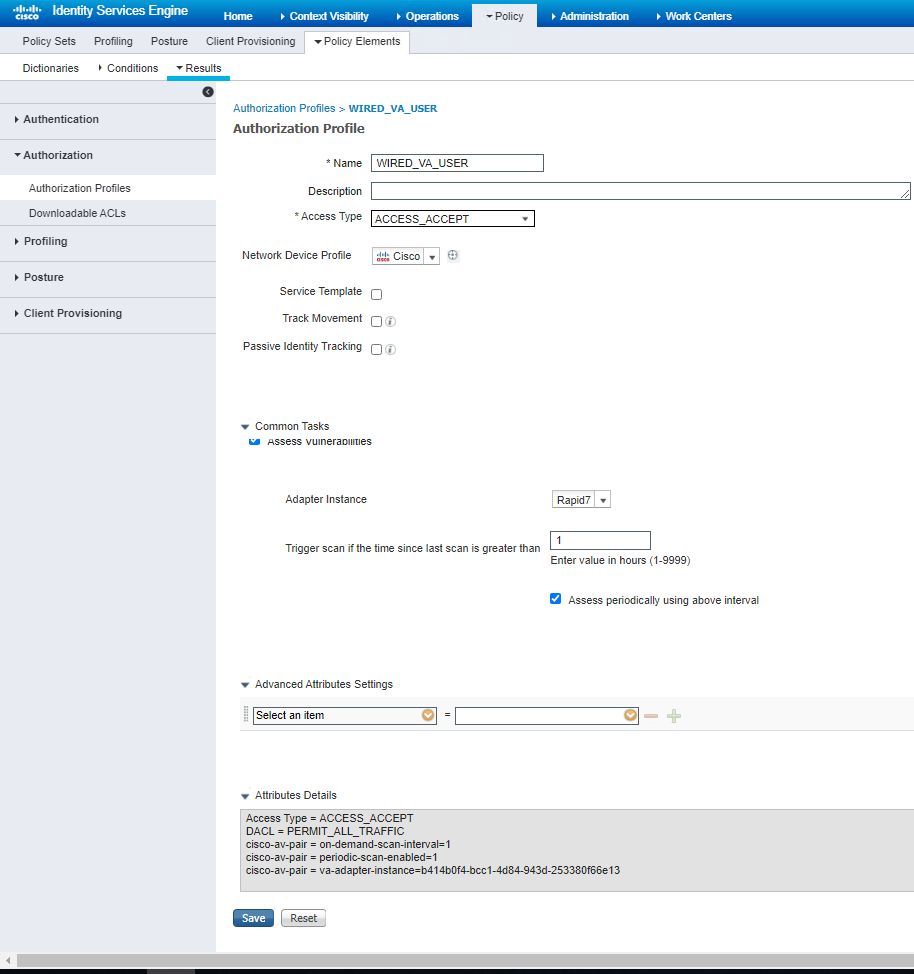 cisco Identity Services Engine Home Context Visibility Operations Policy Administration Work Centers
Policy Sets Profiling Posture Client Provisioning Policy Elements
Dictionaries Conditions Results
Authentication
Authorization
Authorization Profiles
Downloadable ACLs
Profiling
Posture
Client Provisioning
Authorization Profiles > WIRED_VA_USER
Authorization Profile
* Name WIRED_VA_USER
Description
* Access Type ACCESS_ACCEPT
Network Device Profile Cisco
Service Template
Track Movement
Passive Identity Tracking
Common Tasks
Assess Vulnerabilities
Adapter Instance Rapid7
Trigger scan if the time since last scan is greater than 1
Enter value in hours (1-9999)
Assess periodically using above interval
Advanced Attributes Settings
Select an item =
Attributes Details
Access Type = ACCESS_ACCEPT
DACL = PERMIT_ALL_TRAFFIC
cisco-av-pair = on-demand-scan-interval=1
cisco-av-pair = periodic-scan-enabled=1
cisco-av-pair = va-adapter-instance=b414b0f4-bcc1-4d84-943d-253380f66e13
Save Reset